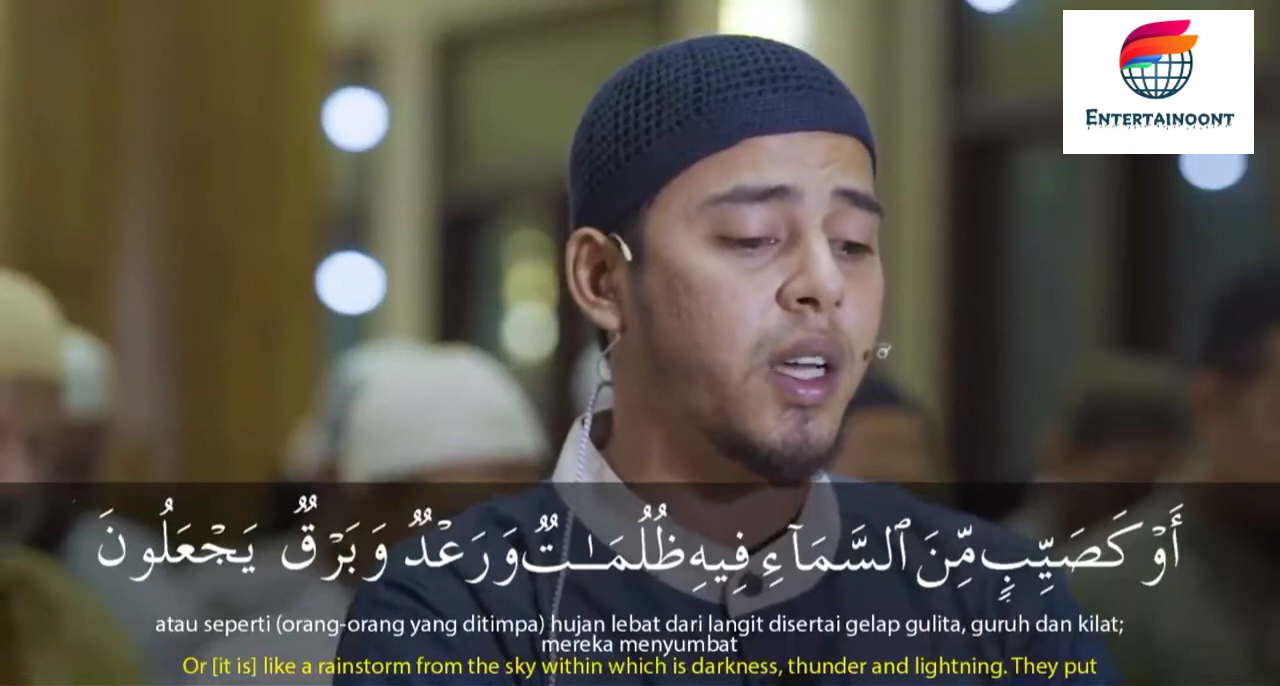 Entertainoont
أَوْ كَصَيِّبٍ مِّنَ ٱلسَّمَآءِ فِيهِ ظُلُمَـٰتٌ وَرَعْدٌ وَبَرْقٌ يَجْعَلُونَ
atau seperti (orang-orang yang ditimpa) hujan lebat dari langit disertai gelap gulita, guruh dan kilat;
mereka menyumbat
Or [it is] like a rainstorm from the sky within which is darkness, thunder and lightning. They put